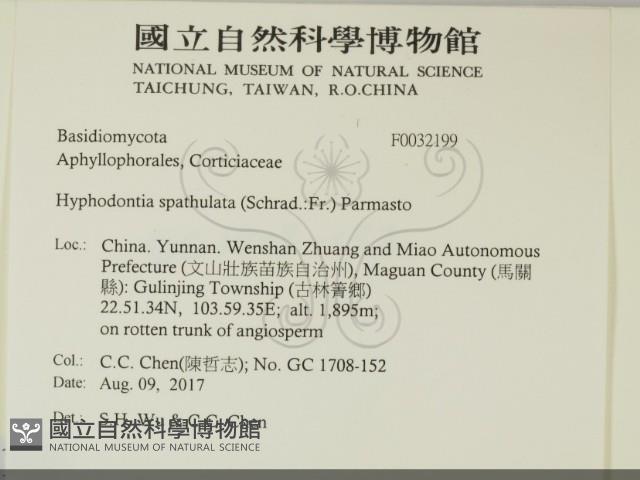 國立自然科學博物館
NATIONAL MUSEUM OF NATURAL SCIENCE
TAICHUNG, TAIWAN, R.O.CHINA
Basidiomycota F0032199
Aphyllophorales, Corticiaceae
Hyphodontia spathulata (Schrad.:Fr.) Parmasto
Loc.: China. Yunnan. Wenshan Zhuang and Miao Autonomous
Prefecture (文山壯族苗族自治州), Maguan County (馬關
縣): Gulinjing Township (古林箐鄉)
22.51.34N, 103.59.35E; alt. 1,895m;
on rotten trunk of angiosperm
Col.: C.C. Chen(陳哲志); No. GC 1708-152
Date: Aug. 09, 2017
Det.: S.H. Wu & C.C. Chen
國立自然科學博物館
NATIONAL MUSEUM OF NATURAL SCIENCE